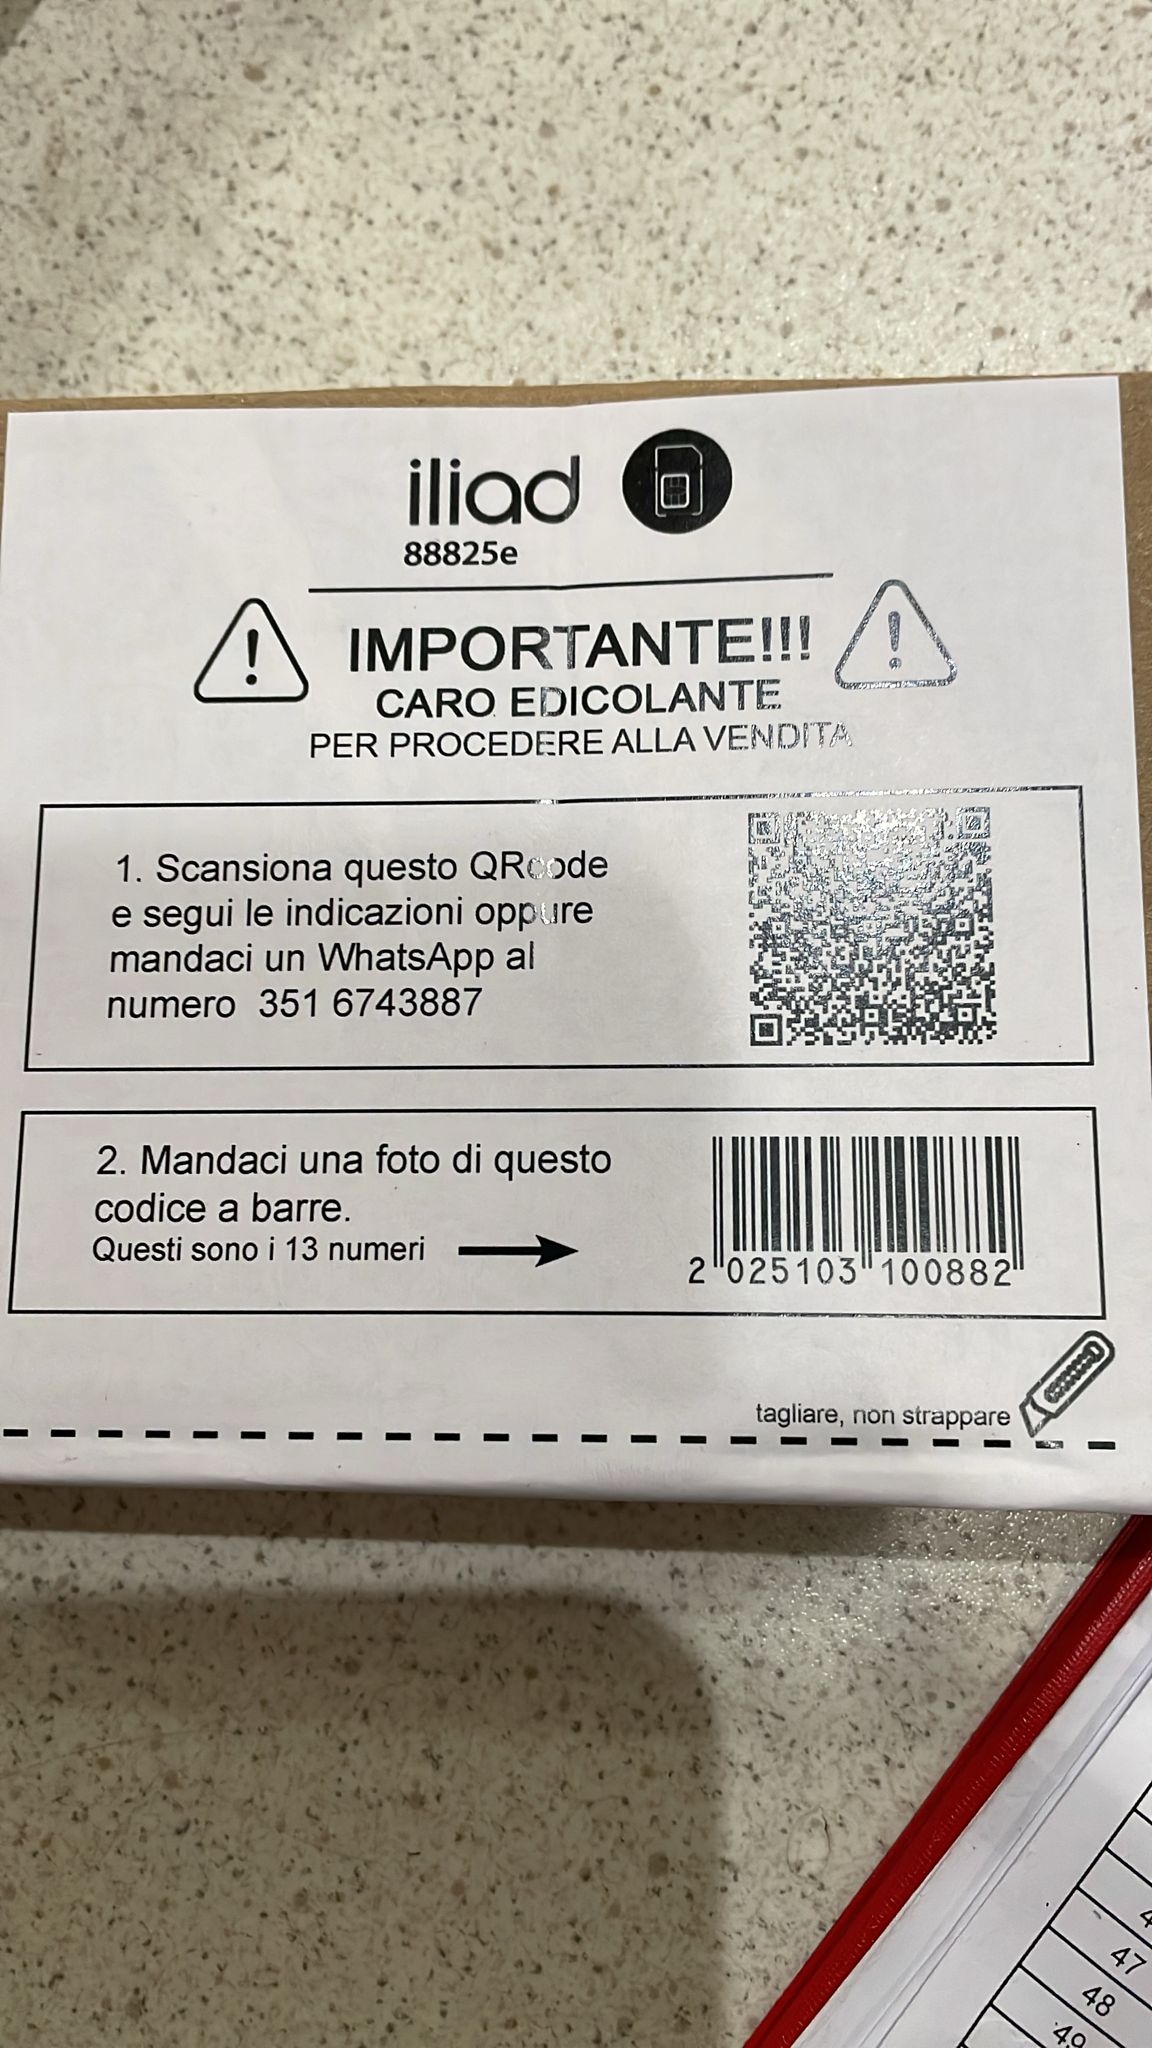 iliad
88825e
IMPORTANTE!!!
CARO EDICOLANTE
PER PROCEDERE ALLA VENDITA
1. Scansiona questo QRcode
e segui le indicazioni oppure
mandaci un WhatsApp al
numero 351 6743887
2. Mandaci una foto di questo
codice a barre.
Questi sono i 13 numeri
2 025103 100882
tagliare, non strappare
47
48
49